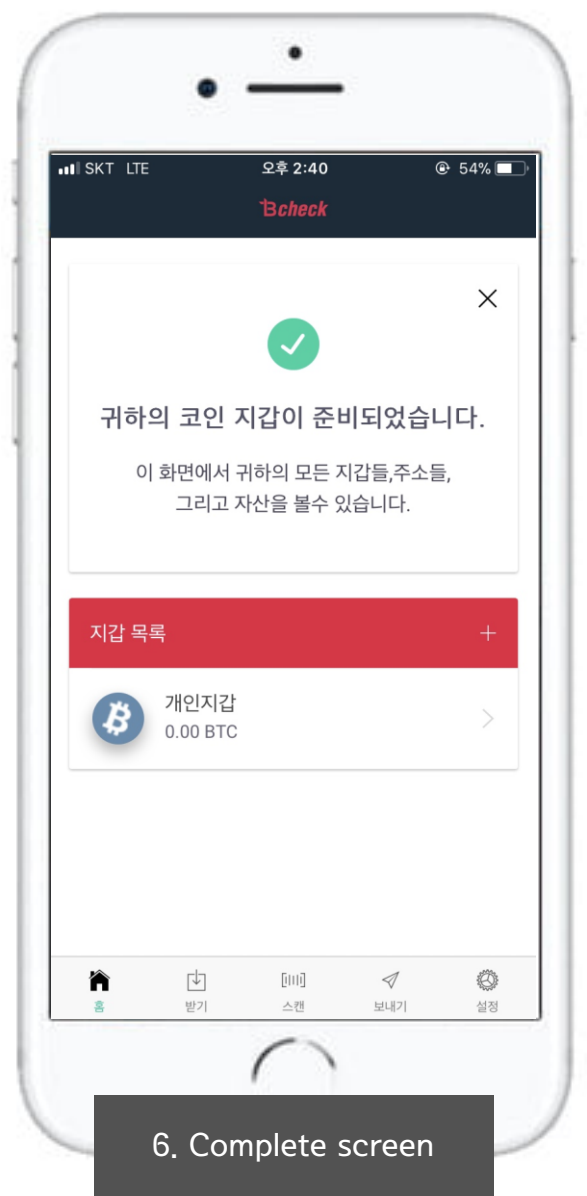 SKT LTE 오후 2:40 54%
Bcheck
귀하의 코인 지갑이 준비되었습니다.
이 화면에서 귀하의 모든 지갑들,주소들,
그리고 자산을 볼수 있습니다.
지갑 목록 +
개인지갑
0.00 BTC
홈 받기 스캔 보내기 설정
6. Complete screen